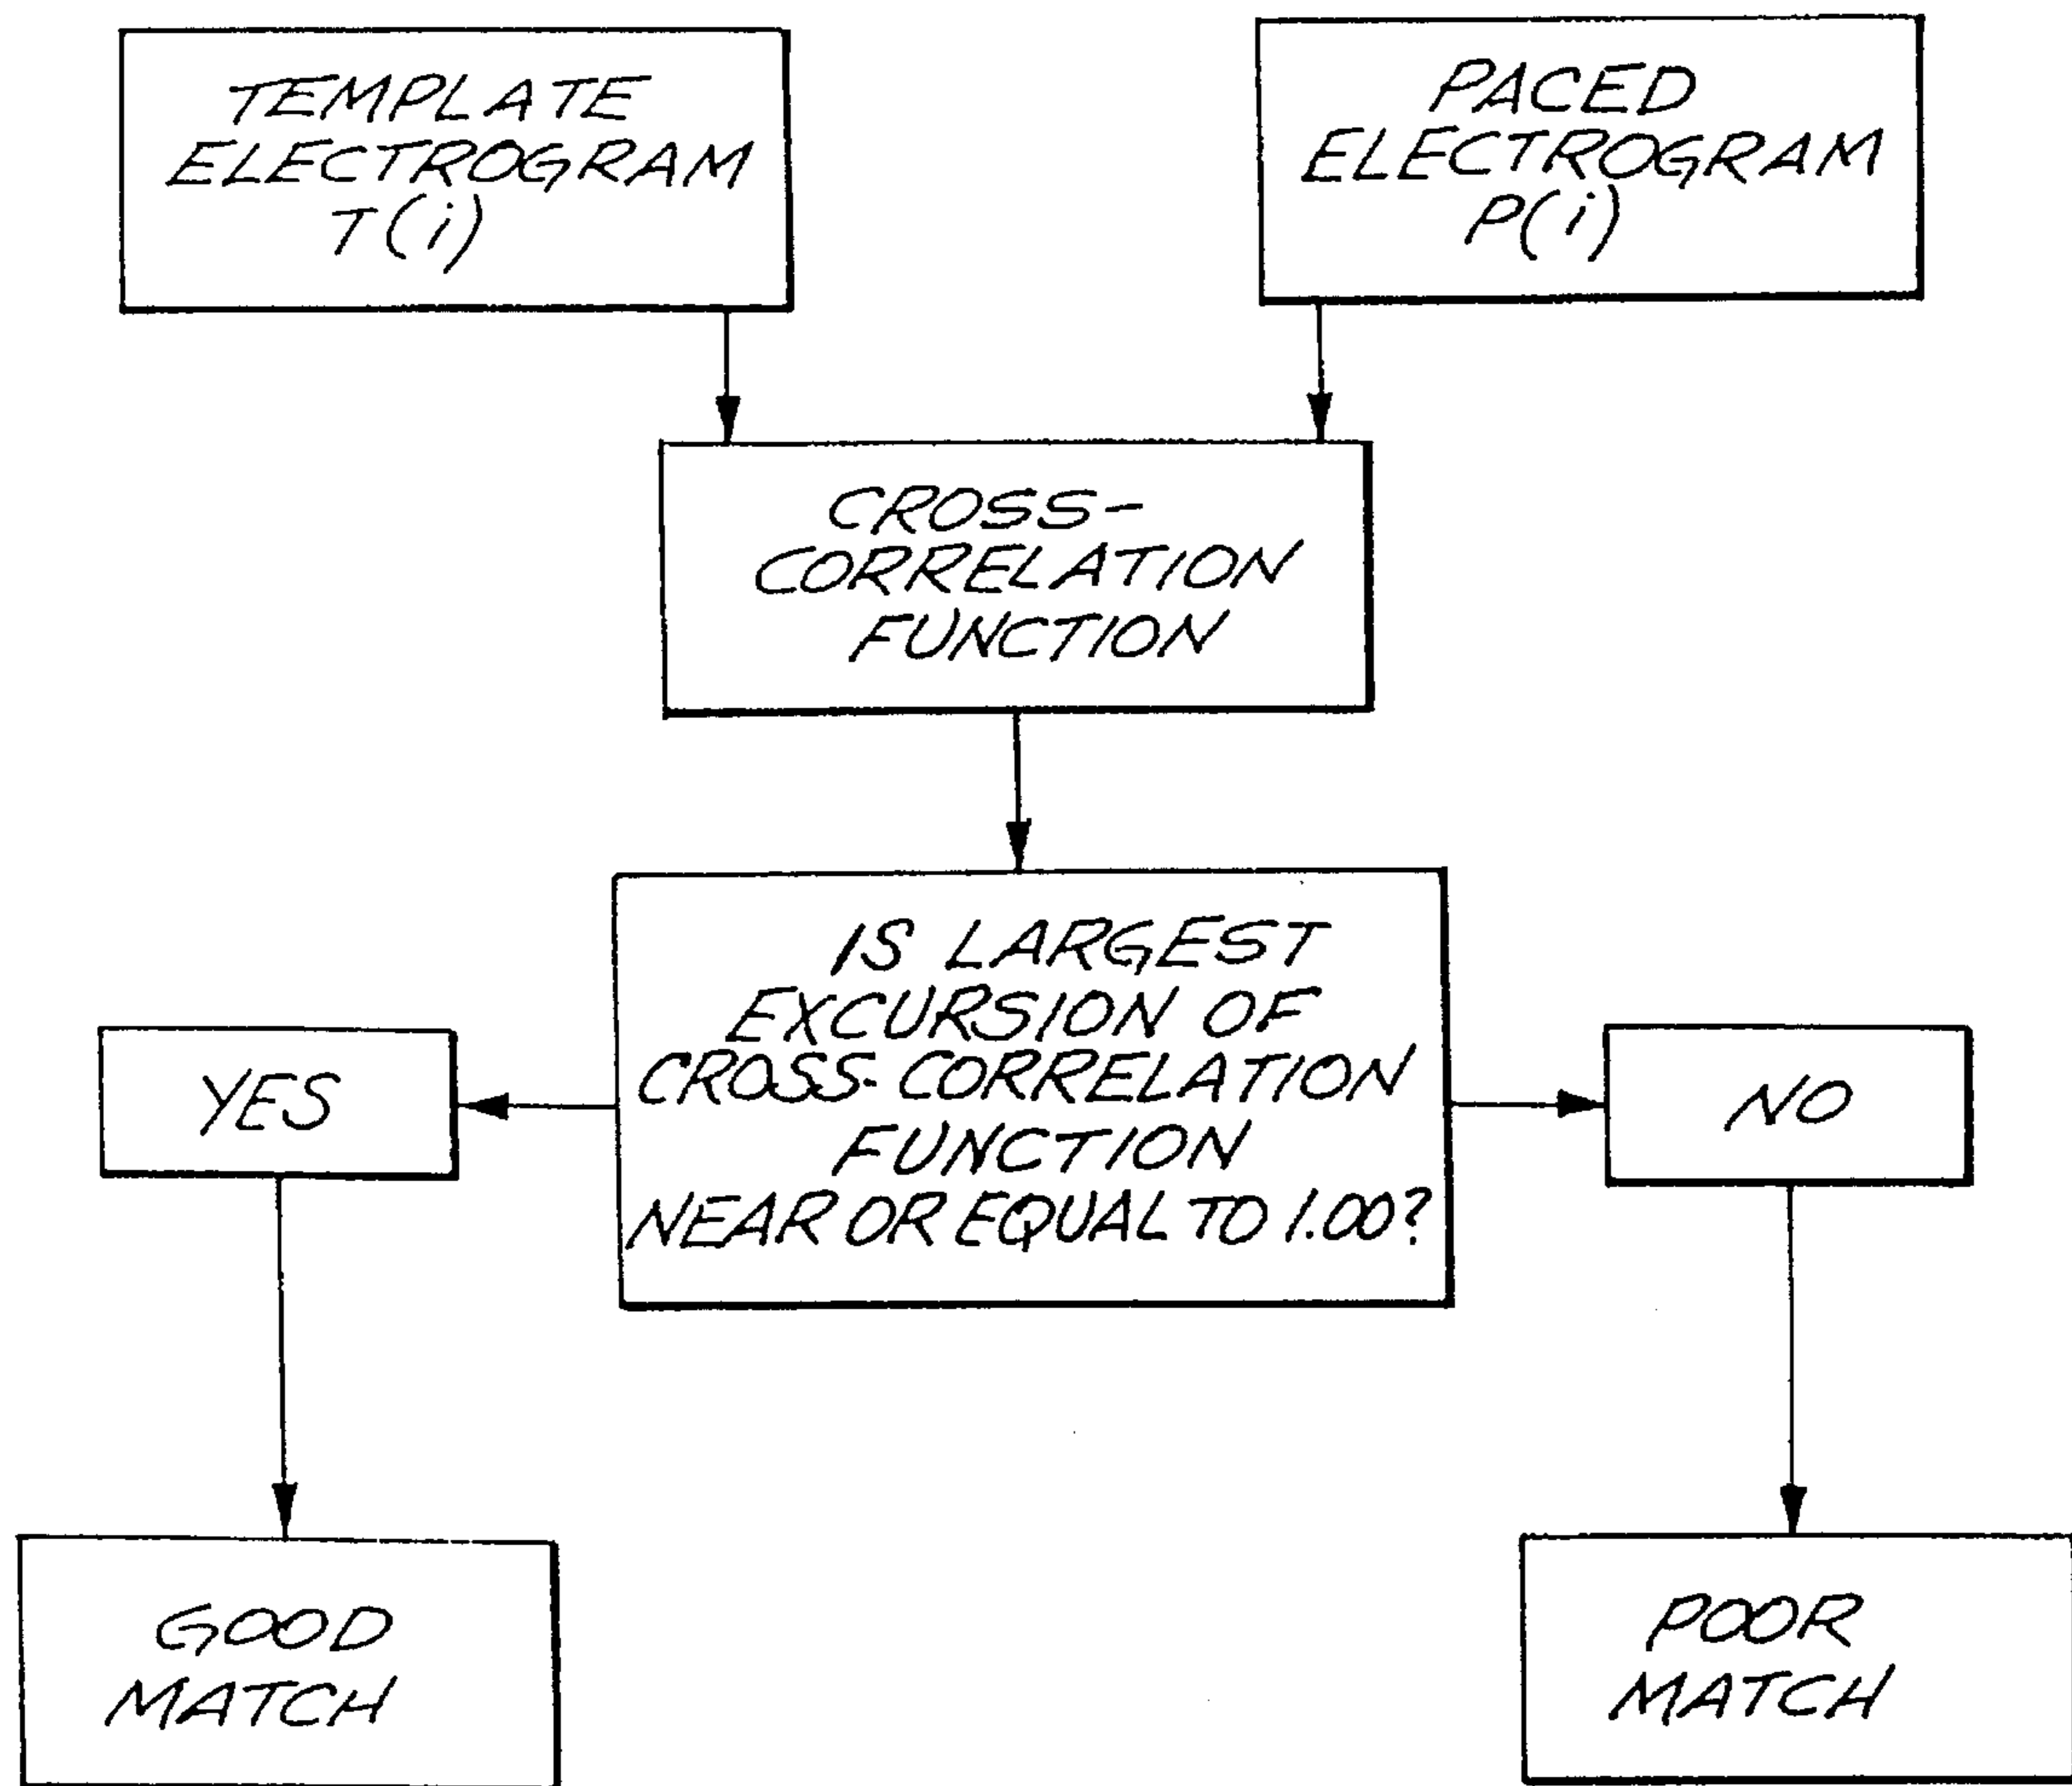 TEMPLATE
ELECTROGRAM
T(i)
PACED
ELECTROGRAM
P(i)
CROSS-
CORRELATION
FUNCTION
IS LARGEST
EXCURSION OF
CROSS-CORRELATION
FUNCTION
NEAR OR EQUAL TO 1.00?
YES
NO
GOOD
MATCH
POOR
MATCH